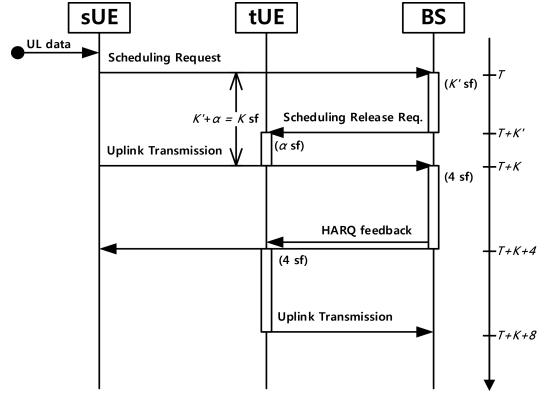 sUE tUE BS
UL data
Scheduling Request
T
(K' sf)
K'+α = K sf
Scheduling Release Req.
T+K'
(α sf)
Uplink Transmission
T+K
(4 sf)
HARQ feedback
T+K+4
(4 sf)
Uplink Transmission
T+K+8